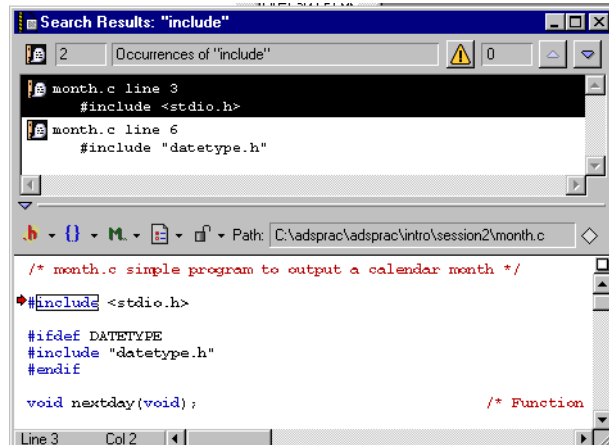 Search Results: "include"
2 Occurrences of "include" 0
month.c line 3
#include <stdio.h>
month.c line 6
#include "datetype.h"
.h {} M. Path: C:\adsprac\adsprac\intro\session2\month.c
/* month.c simple program to output a calendar month */
#include <stdio.h>
#ifdef DATETYPE
#include "datetype.h"
#endif
void nextday(void); /* Function
Line 3 Col 2